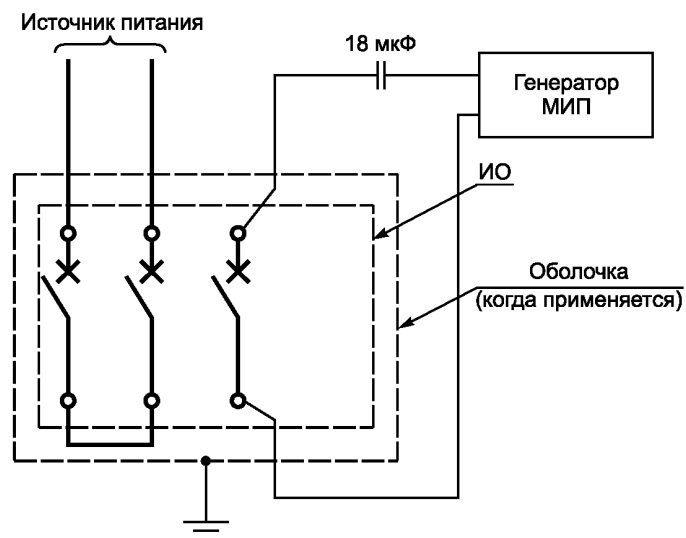 Источник питания
18 мкФ
Генератор
МИП
ИО
Оболочка
(когда применяется)